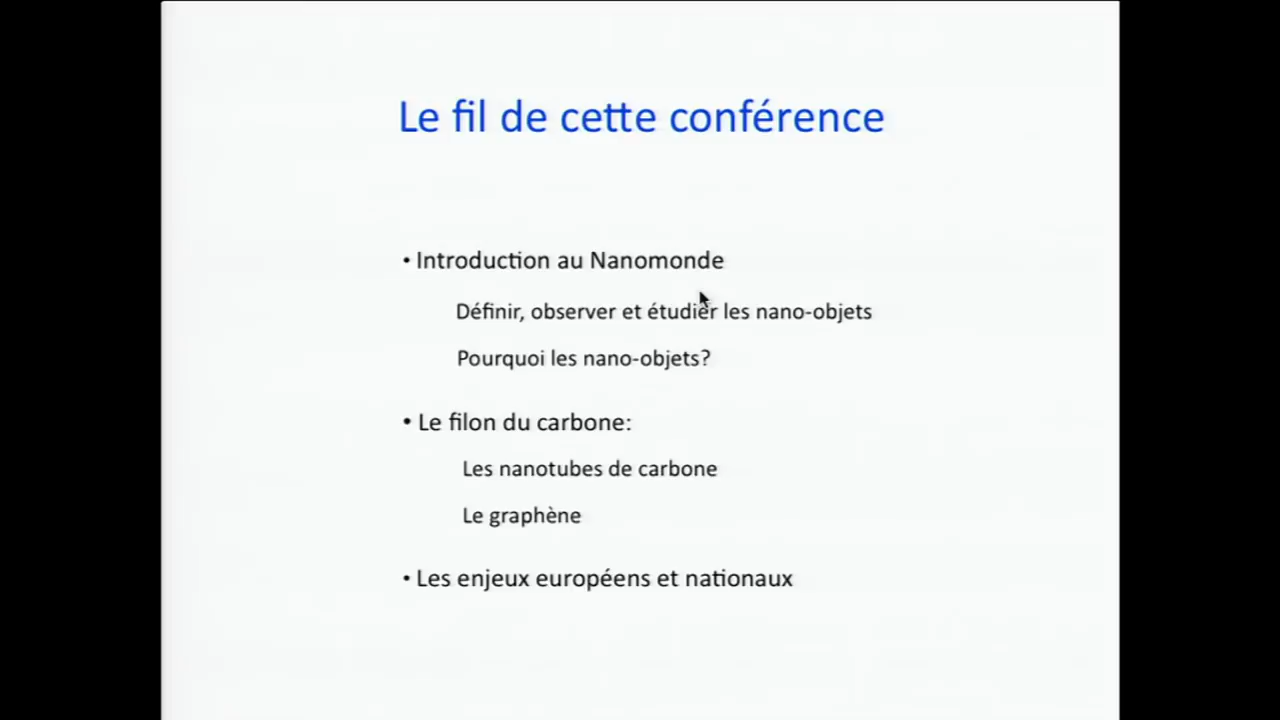 Le fil de cette conférence
• Introduction au Nanomonde
Définir, observer et étudier les nano-objets
Pourquoi les nano-objets?
• Le filon du carbone:
Les nanotubes de carbone
Le graphène
• Les enjeux européens et nationaux